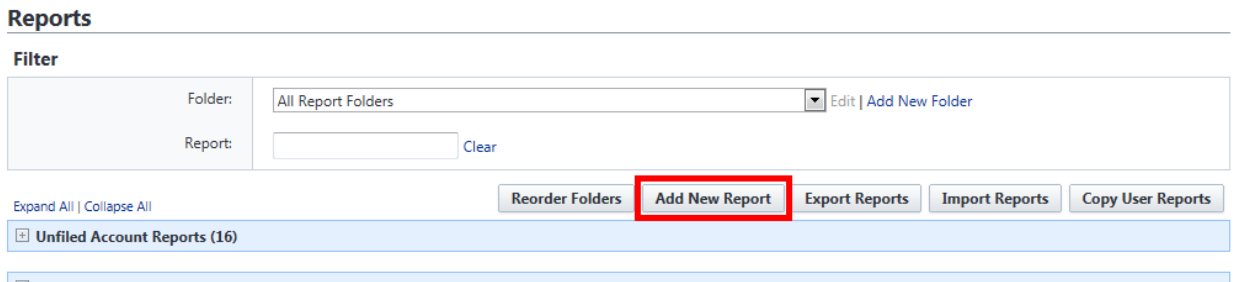 Reports
Filter
Folder: All Report Folders Edit | Add New Folder
Report: Clear
Expand All | Collapse All Reorder Folders Add New Report Export Reports Import Reports Copy User Reports
Unfiled Account Reports (16)